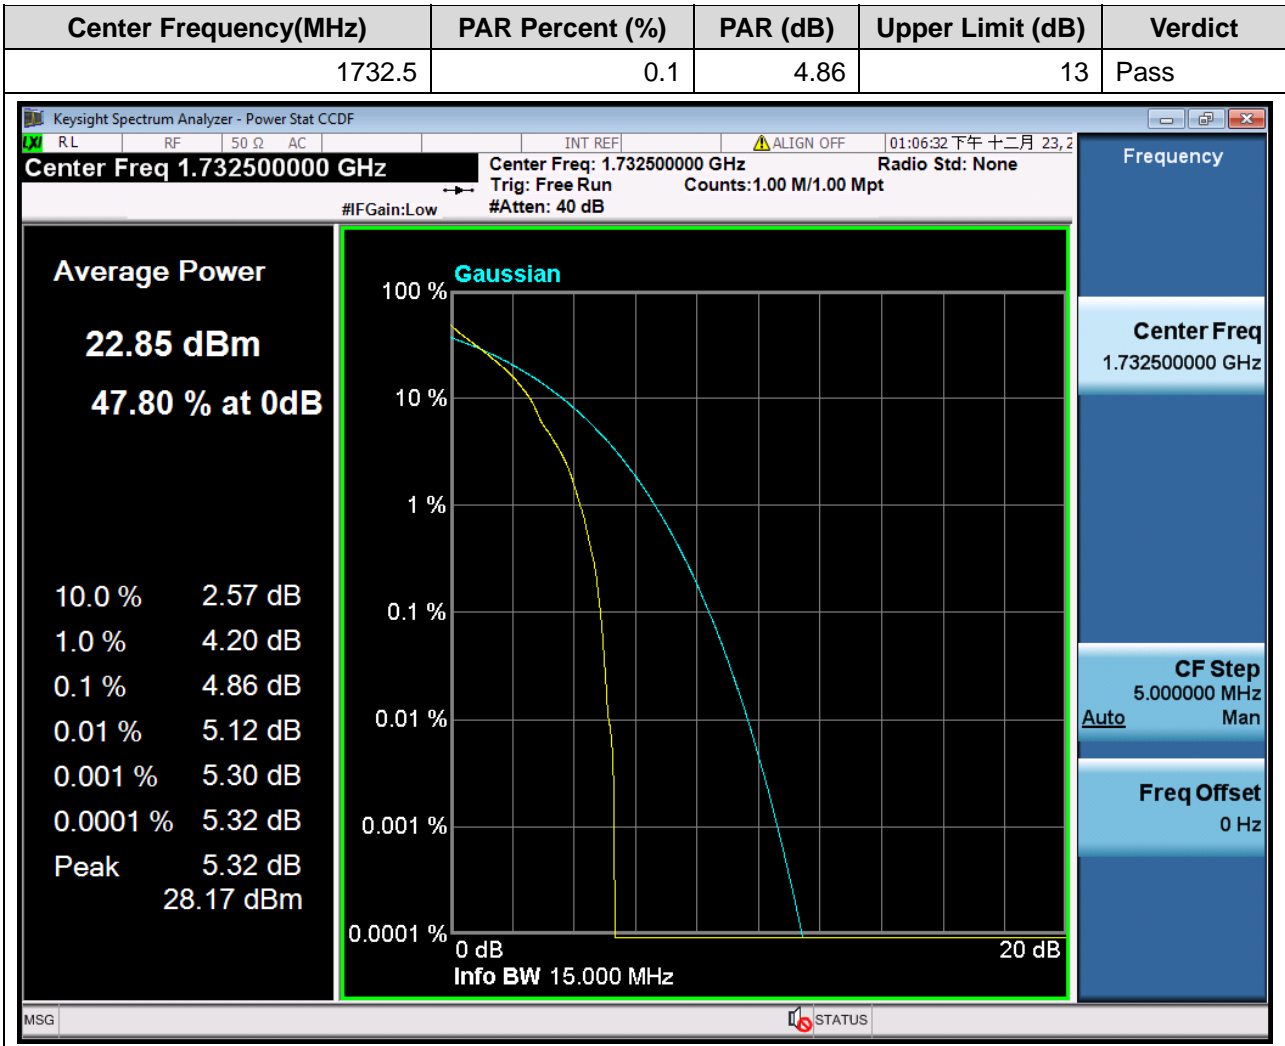 Center Frequency(MHz) PAR Percent (%) PAR (dB) Upper Limit (dB) Verdict
1732.5 0.1 4.86 13 Pass
Keysight Spectrum Analyzer - Power Stat CCDF
LXI RL RF 50 Ω AC INT REF ALIGN OFF 01:06:32 下午 十二月 23, 2
Center Freq 1.732500000 GHz
Center Freq: 1.732500000 GHz Radio Std: None
Trig: Free Run Counts:1.00 M/1.00 Mpt
#IFGain:Low #Atten: 40 dB
Frequency
Average Power
22.85 dBm
47.80 % at 0dB
10.0 % 2.57 dB
1.0 % 4.20 dB
0.1 % 4.86 dB
0.01 % 5.12 dB
0.001 % 5.30 dB
0.0001 % 5.32 dB
Peak 5.32 dB
28.17 dBm
Gaussian
100 %
10 %
1 %
0.1 %
0.01 %
0.001 %
0.0001 %
0 dB 20 dB
Info BW 15.000 MHz
Center Freq
1.732500000 GHz
CF Step
5.000000 MHz
Auto Man
Freq Offset
0 Hz
MSG STATUS